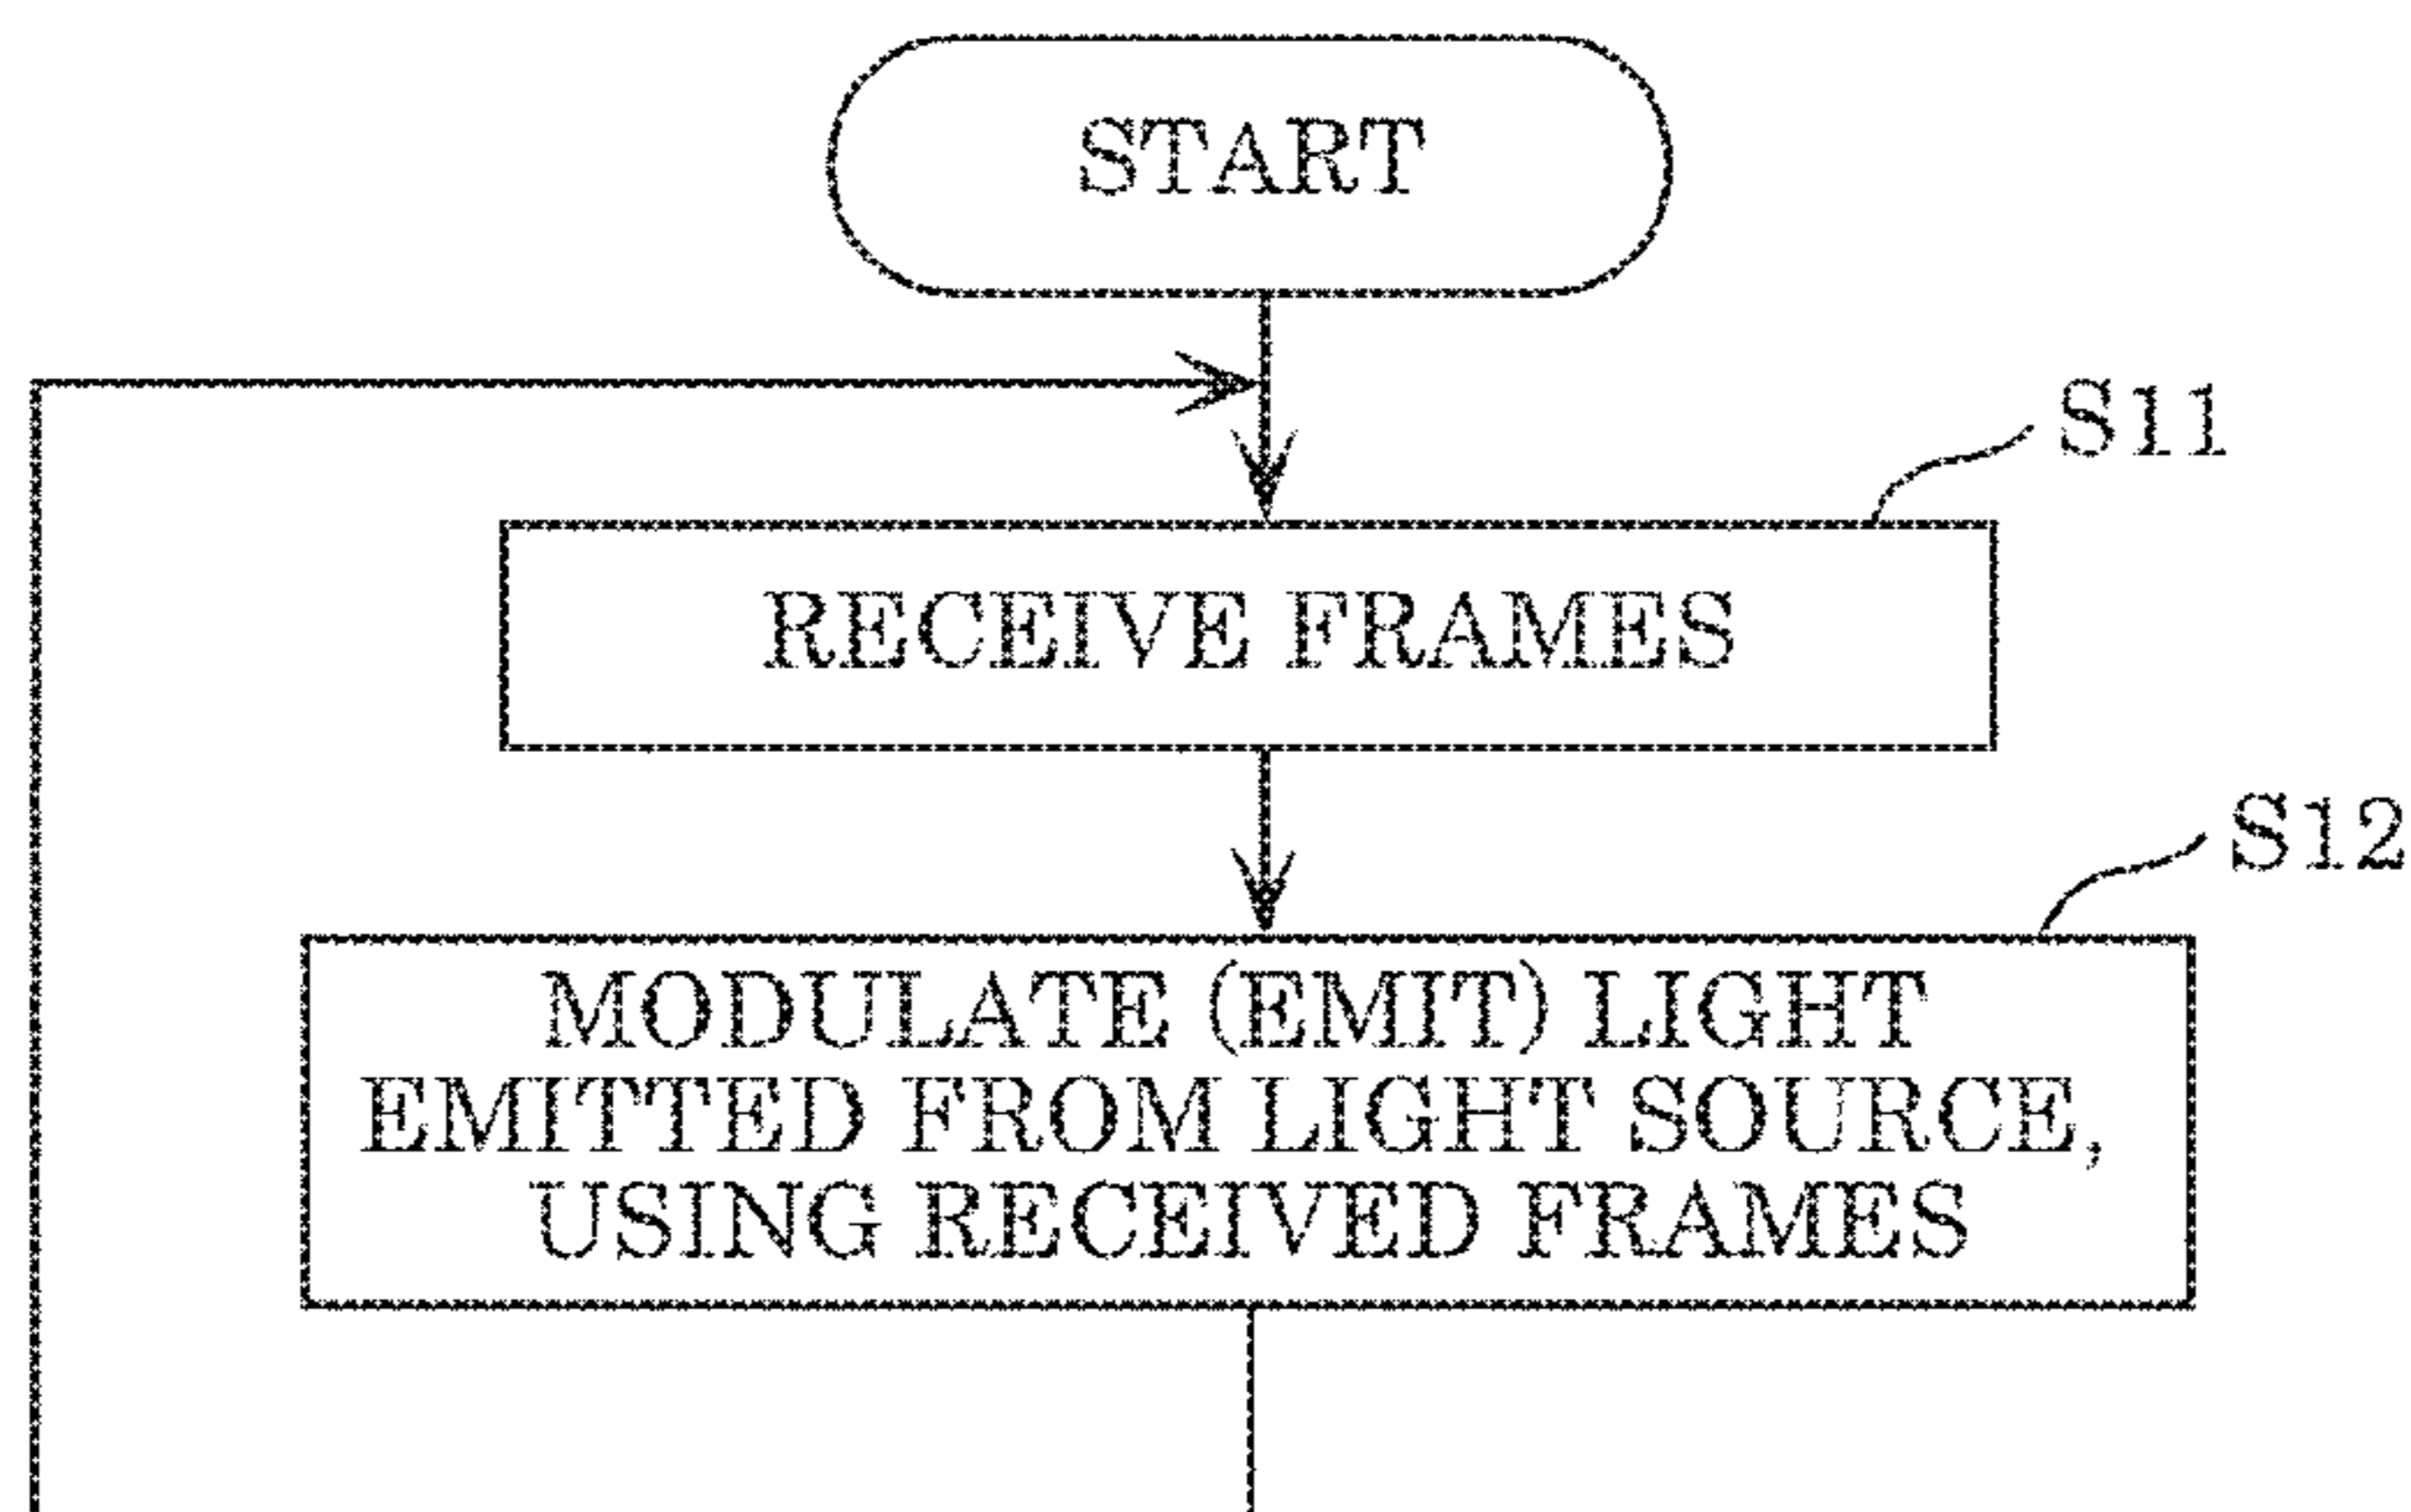 START
S11
RECEIVE FRAMES
S12
MODULATE (EMIT) LIGHT
EMITTED FROM LIGHT SOURCE,
USING RECEIVED FRAMES